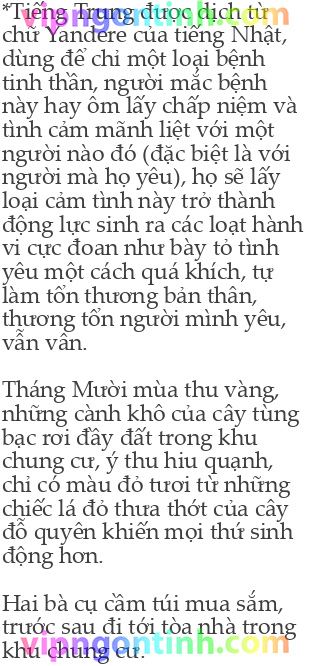 *Tiếng Trung được dịch từ
chữ Yandere của tiếng Nhật,
dùng để chỉ một loại bệnh
tinh thần, người mắc bệnh
này hay ôm lấy chấp niệm và
tình cảm mãnh liệt với một
người nào đó (đặc biệt là với
người mà họ yếu), họ sẽ lấy
loại cảm tình này trở thành
động lực sinh ra các loạt hành
vi cực đoan như bày tỏ tình
yêu một cách quá khích, tự
làm tổn thương bản thân,
thương tổn người mình yêu,
vẫn vân.
Tháng Mười mùa thu vàng,
những cành khô của cây tùng
bạc rơi đầy đất trong khu
chung cư, ý thu hiu quạnh,
chỉ có màu đỏ tươi từ những
chiếc lá đỏ thưa thớt của cây
đỗ quyên khiến mọi thứ sinh
động hơn.
Hai bà cụ cầm túi mua sắm,
trước sau đi tới tòa nhà trong
khu chung cư.
vipngontinh.com
vipngontinh.com